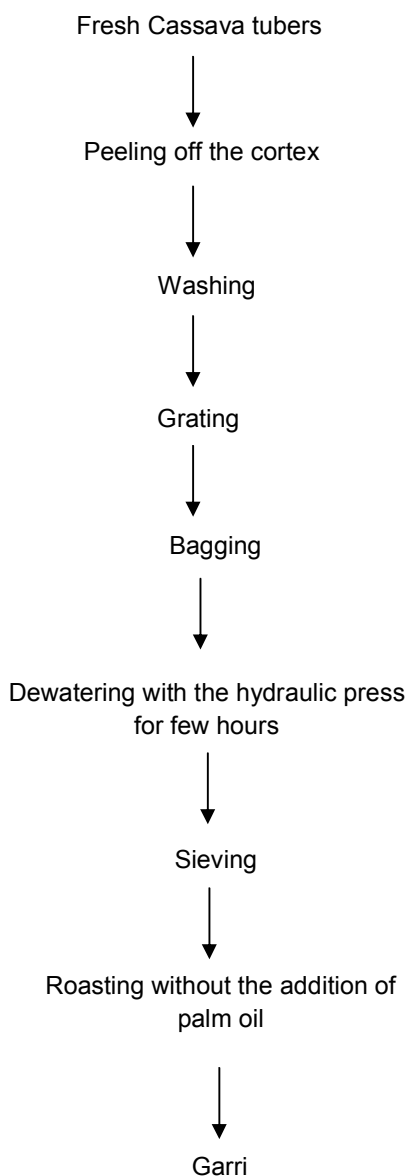 Fresh Cassava tubers
Peeling off the cortex
Washing
Grating
Bagging
Dewatering with the hydraulic press
for few hours
Sieving
Roasting without the addition of
palm oil
Garri